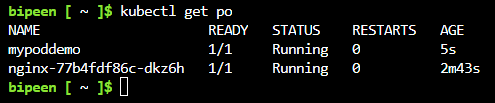 bipeen [ ~ ]$ kubectl get po
NAME                     READY   STATUS    RESTARTS   AGE
mypoddemo                1/1     Running   0          5s
nginx-77b4fdf86c-dkz6h   1/1     Running   0          2m43s
bipeen [ ~ ]$